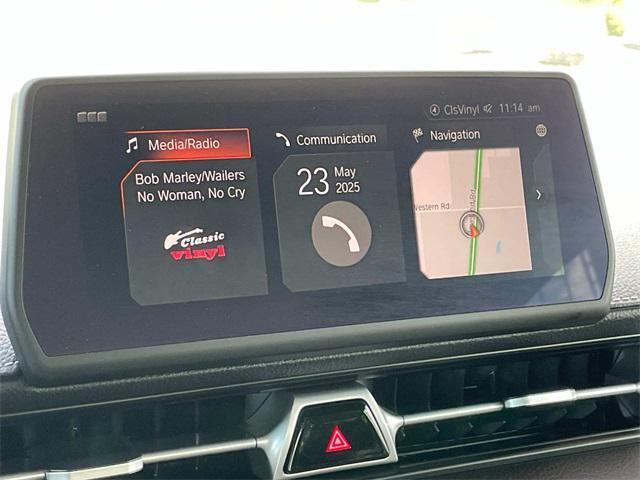 ClsVinyl 11:14 am
Media/Radio
Bob Marley/Wailers
No Woman, No Cry
Classic
vinyl
Communication
23 May
2025
Navigation
Western Rd